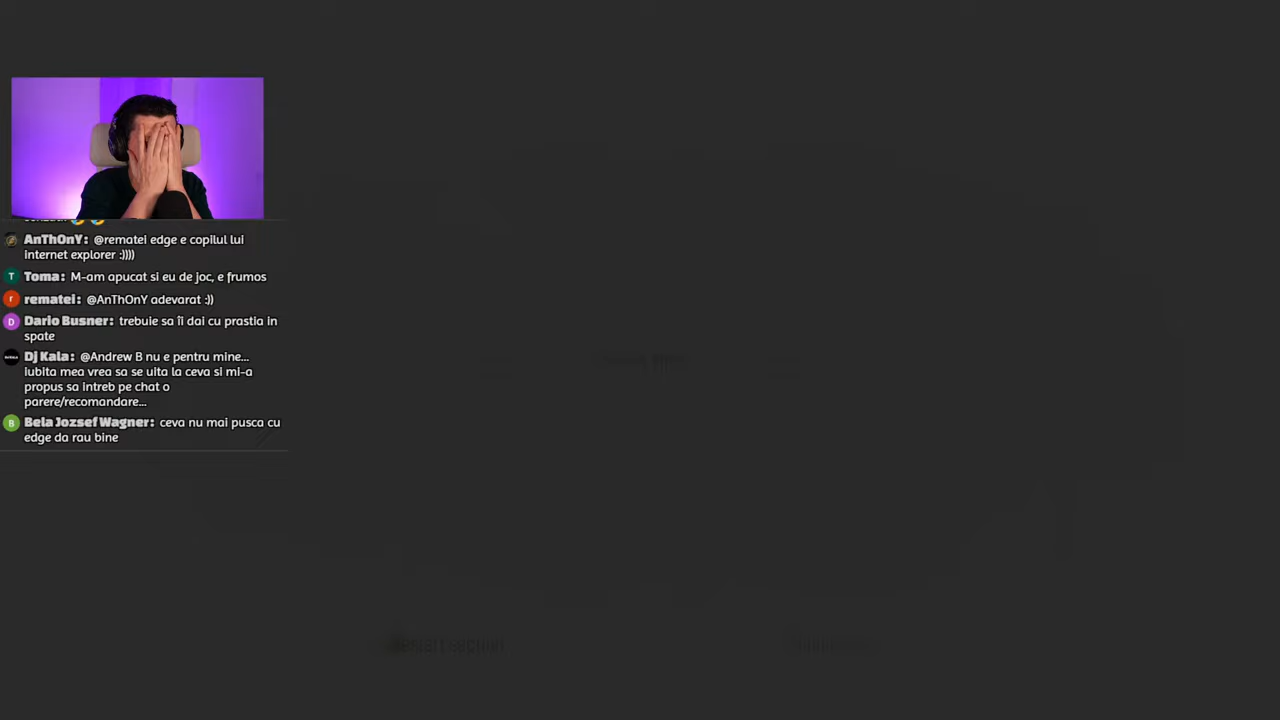 AnThOnY: @rematei edge e copilul lui
internet explorer :))))
T Toma: M-am apucat si eu de joc, e frumos
r rematei: @AnThOnY adevarat :))
D Dario Busner: trebuie sa îi dai cu prastia in
spate
Dj Kala: @Andrew B nu e pentru mine...
iubita mea vrea sa se uita la ceva si mi-a
propus sa intreb pe chat o
parere/recomandare...
B Bela Jozsef Wagner: ceva nu mai pusca cu
edge da rau bine